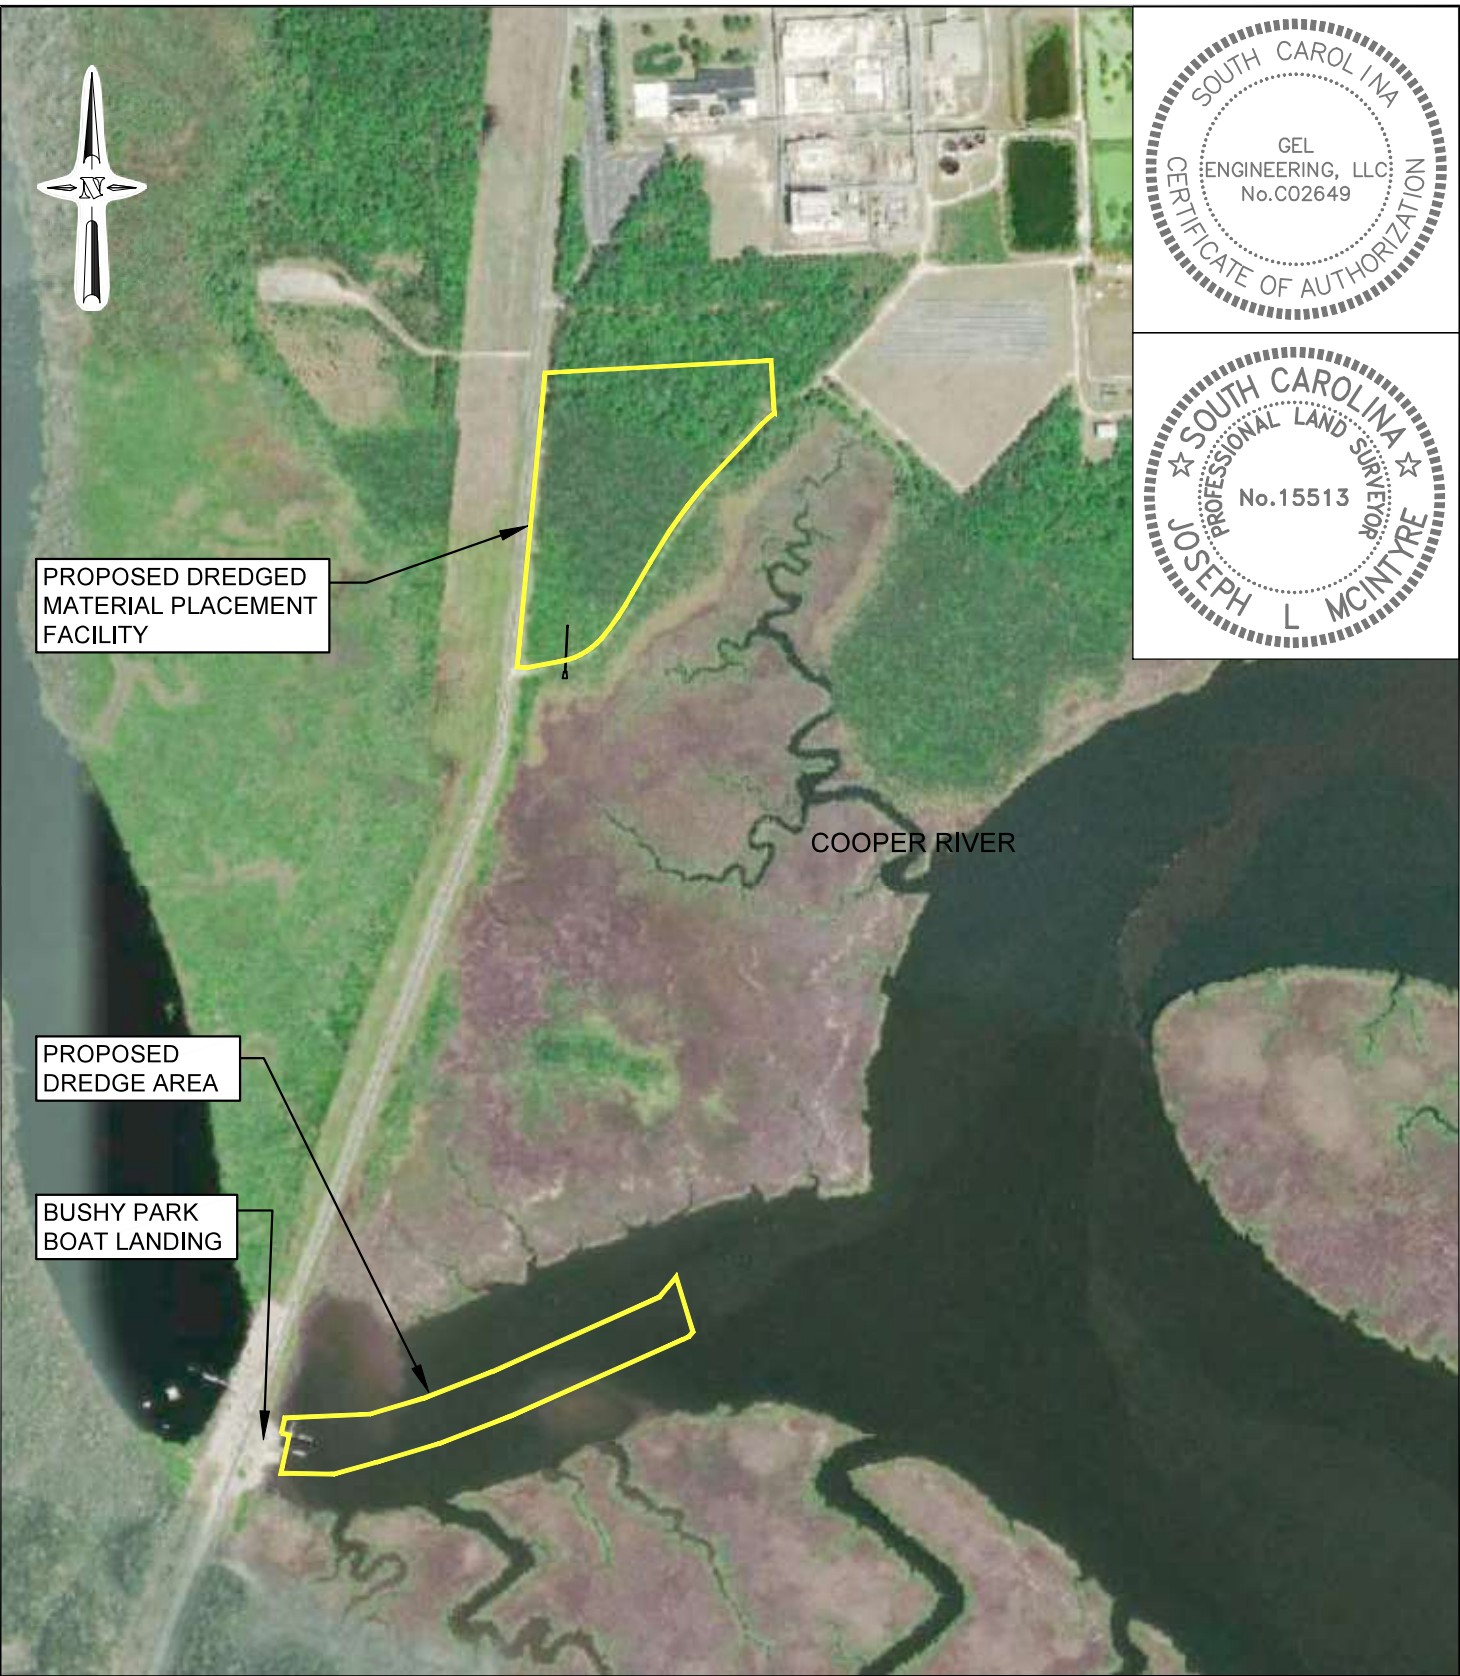 N
SOUTH CAROLINA
GEL
ENGINEERING, LLC
No.C02649
CERTIFICATE OF AUTHORIZATION
SOUTH CAROLINA
PROFESSIONAL LAND SURVEYOR
No.15513
JOSEPH L MCINTYRE
PROPOSED DREDGED
MATERIAL PLACEMENT
FACILITY
COOPER RIVER
PROPOSED
DREDGE AREA
BUSHY PARK
BOAT LANDING